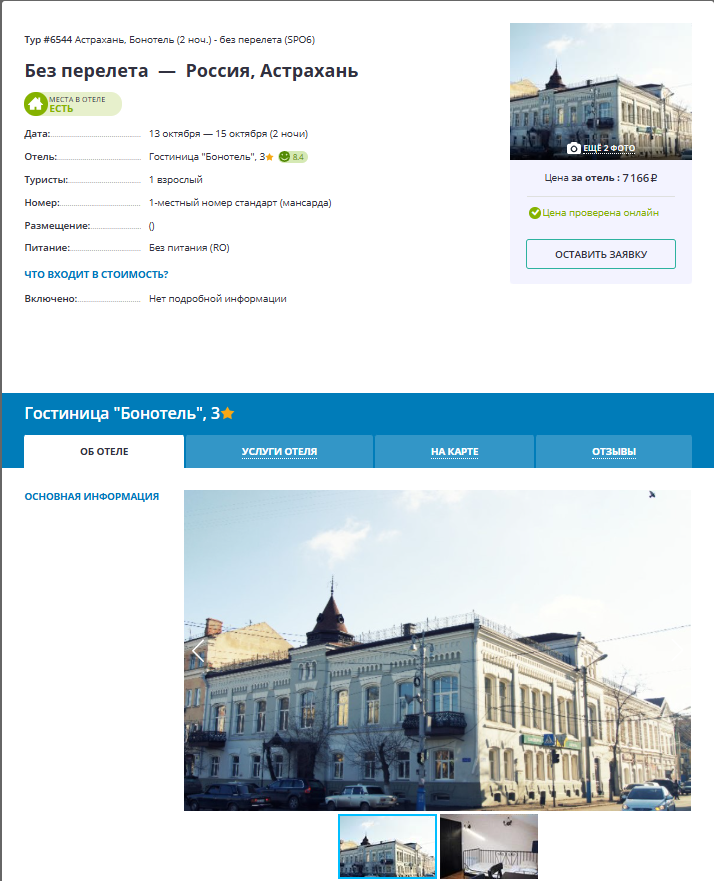 Тур #6544 Астрахань, Бонотель (2 ноч.) - без перелета (SPO6)
Без перелета — Россия, Астрахань
МЕСТА В ОТЕЛЕ
ЕСТЬ
Дата: 13 октября — 15 октября (2 ночи)
Отель: Гостиница "Бонотель", 3 8.4
Туристы: 1 взрослый
Номер: 1-местный номер стандарт (мансарда)
Размещение: ()
Питание: Без питания (RO)
ЧТО ВХОДИТ В СТОИМОСТЬ?
Включено: Нет подробной информации
ЕЩЁ 2 ФОТО
Цена за отель : 7 166 ₽
Цена проверена онлайн
ОСТАВИТЬ ЗАЯВКУ
Гостиница "Бонотель", 3
ОБ ОТЕЛЕ УСЛУГИ ОТЕЛЯ НА КАРТЕ ОТЗЫВЫ
ОСНОВНАЯ ИНФОРМАЦИЯ